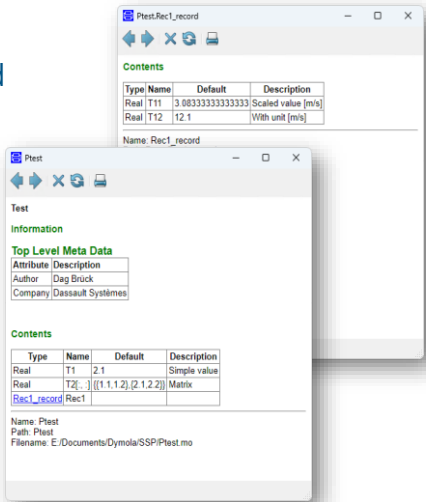 Ptest.Rec1_record
Contents
Type Name Default Description
Real T11 3.08333333333333 Scaled value [m/s]
Real T12 12.1 With unit [m/s]
Name: Rec1_record
Ptest
Test
Information
Top Level Meta Data
Attribute Description
Author Dag Brück
Company Dassault Systèmes
Contents
Type Name Default Description
Real T1 2.1 Simple value
Real T2[:, :] {{1.1,1.2},{2.1,2.2}} Matrix
Rec1_record Rec1
Name: Ptest
Path: Ptest
Filename: E:/Documents/Dymola/SSP/Ptest.mo